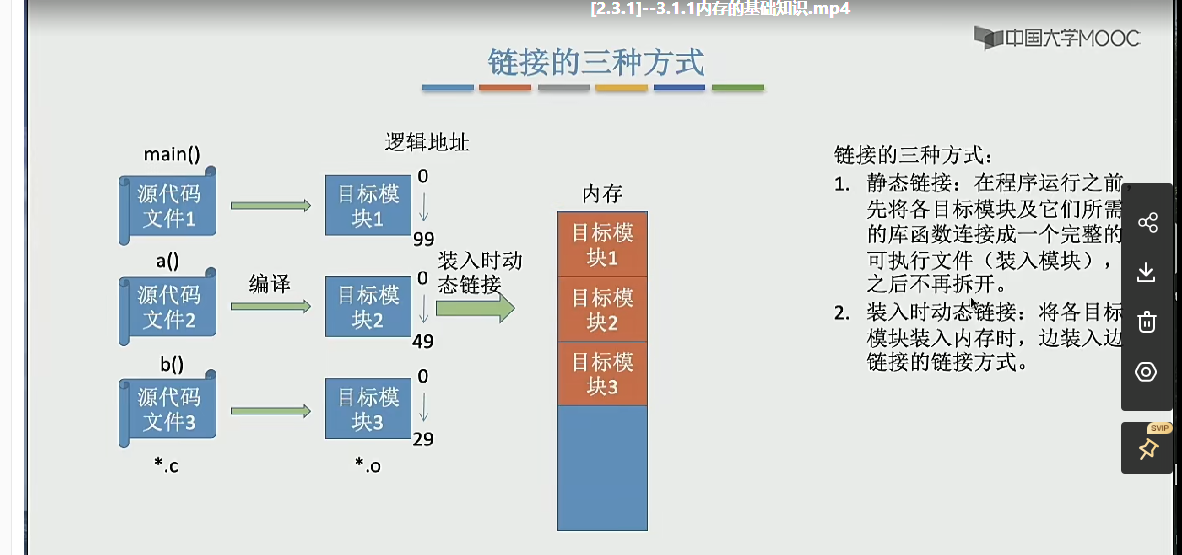 [2.3.1]--3.1.1内存的基础知识.mp4
中国大学MOOC
链接的三种方式
逻辑地址
main()
源代码
文件1
目标模
块1
0
99
a()
源代码
文件2
编译
目标模
块2
0
49
装入时动
态链接
b()
源代码
文件3
目标模
块3
0
29
*.c
*.o
内存
目标模
块1
目标模
块2
目标模
块3
链接的三种方式：
1. 静态链接：在程序运行之前，
先将各目标模块及它们所需
的库函数连接成一个完整的
可执行文件（装入模块），
之后不再拆开。
2. 装入时动态链接：将各目标
模块装入内存时，边装入边
链接的链接方式。
SVIP